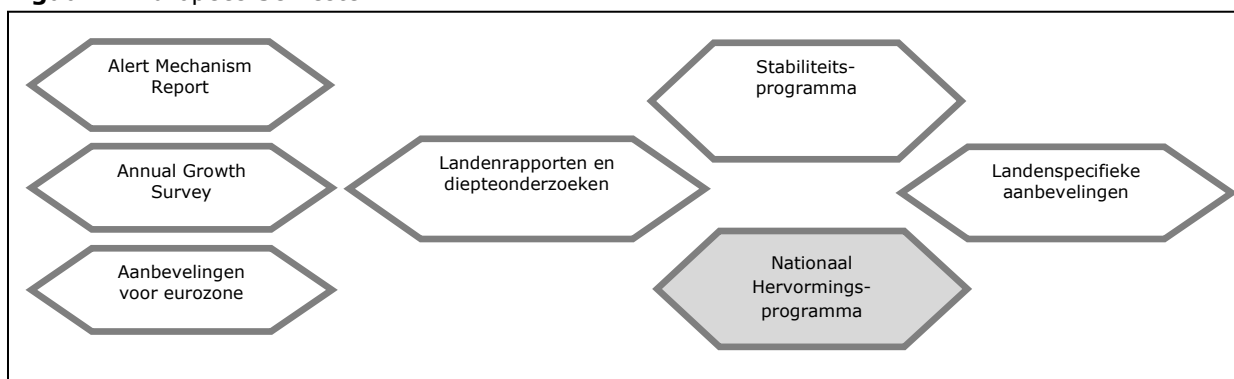 Alert Mechanism
Report
Annual Growth
Survey
Aanbevelingen
voor eurozone
Landenrapporten en
diepteonderzoeken
Stabiliteits-
programma
Nationaal
Hervormings-
programma
Landenspecifieke
aanbevelingen